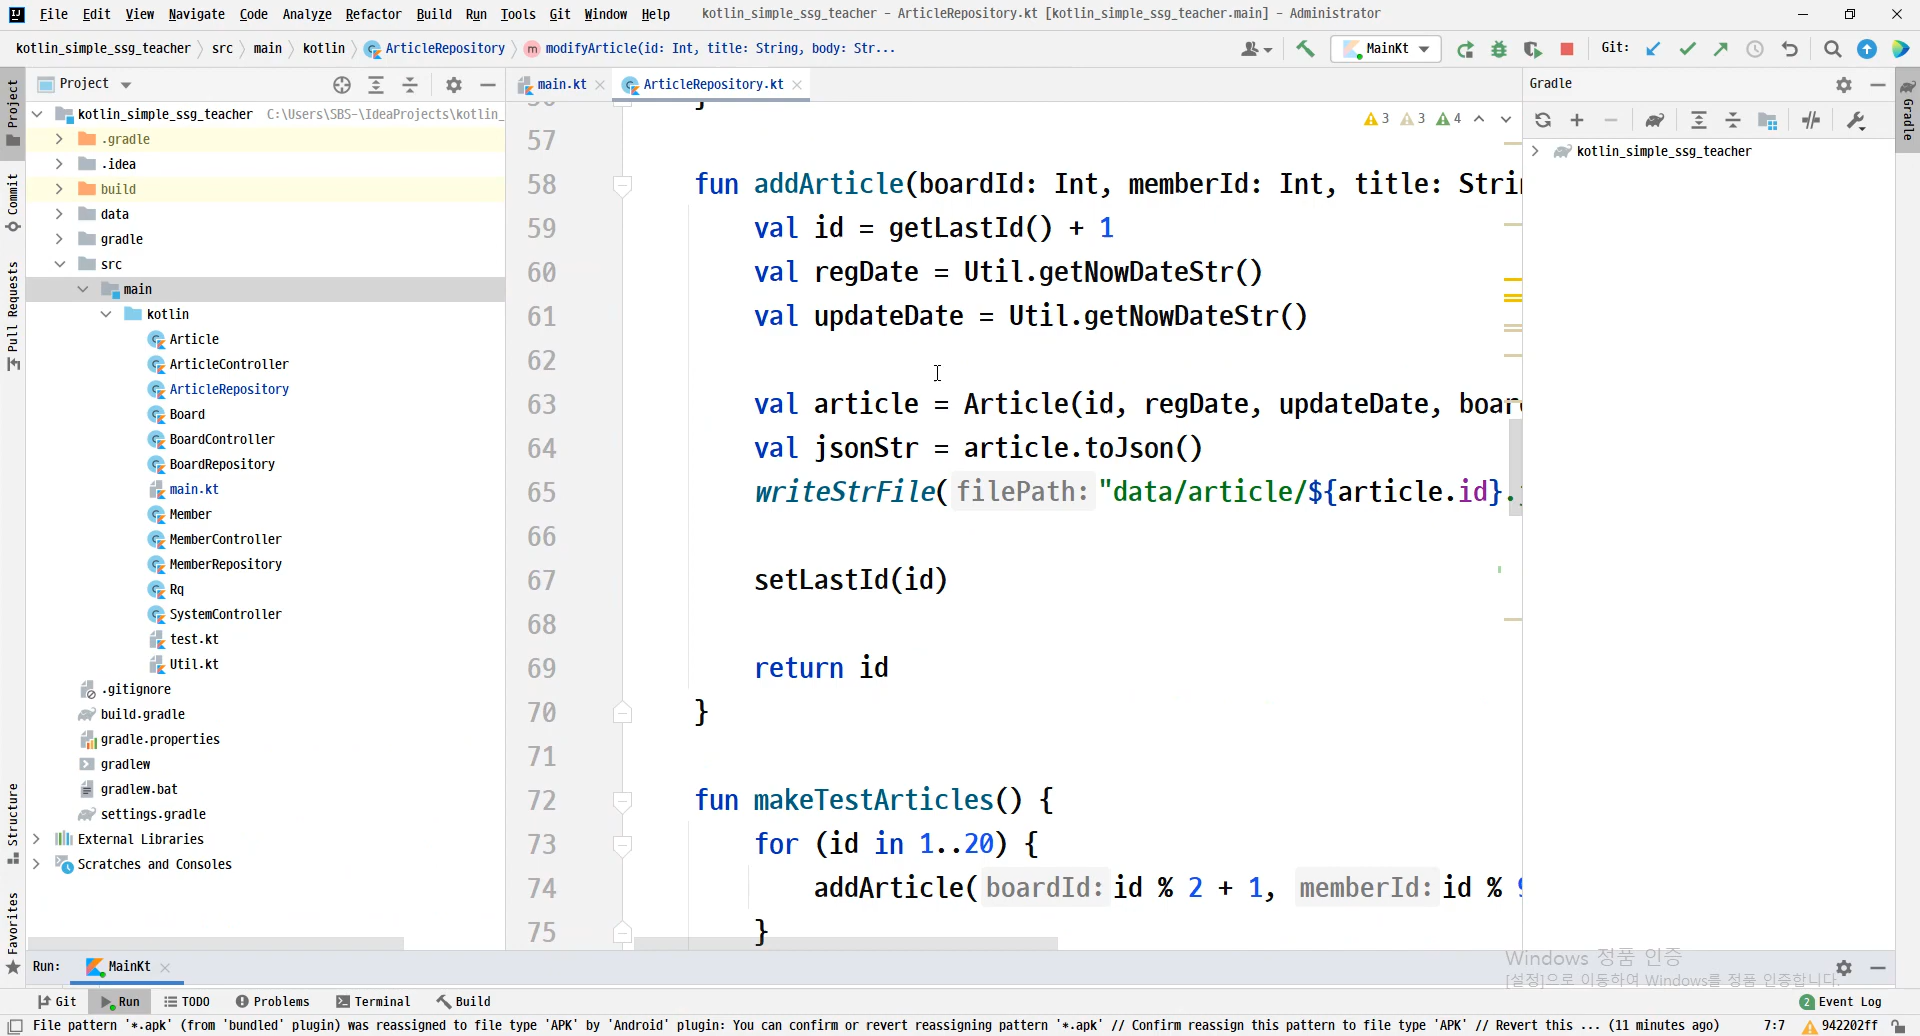 File Edit View Navigate Code Analyze Refactor Build Run Tools Git Window Help kotlin_simple_ssg_teacher - ArticleRepository.kt [kotlin_simple_ssg_teacher.main] - Administrator
kotlin_simple_ssg_teacher src main kotlin ArticleRepository modifyArticle(id: Int, title: String, body: Str... MainKt Git:
Project
Commit
Pull Requests
Structure
Favorites
Project
kotlin_simple_ssg_teacher C:\Users\SBS-\IdeaProjects\kotlin_
.gradle
.idea
build
data
gradle
src
main
kotlin
Article
ArticleController
ArticleRepository
Board
BoardController
BoardRepository
main.kt
Member
MemberController
MemberRepository
Rq
SystemController
test.kt
Util.kt
.gitignore
build.gradle
gradle.properties
gradlew
gradlew.bat
settings.gradle
External Libraries
Scratches and Consoles
main.kt ArticleRepository.kt
3 3 4
57
58 fun addArticle(boardId: Int, memberId: Int, title: Stri
59 val id = getLastId() + 1
60 val regDate = Util.getNowDateStr()
61 val updateDate = Util.getNowDateStr()
62
63 val article = Article(id, regDate, updateDate, boar
64 val jsonStr = article.toJson()
65 writeStrFile( filePath: "data/article/${article.id}.
66
67 setLastId(id)
68
69 return id
70 }
71
72 fun makeTestArticles() {
73 for (id in 1..20) {
74 addArticle( boardId: id % 2 + 1, memberId: id %
75 }
Gradle
kotlin_simple_ssg_teacher
Gradle
Run: MainKt
Windows 정품 인증
[설정]으로 이동하여 Windows를 정품 인증합니다.
Git Run TODO Problems Terminal Build 2 Event Log
File pattern '*.apk' (from 'bundled' plugin) was reassigned to file type 'APK' by 'Android' plugin: You can confirm or revert reassigning pattern '*.apk' // Confirm reassign this pattern to file type 'APK' // Revert this ... (11 minutes ago) 7:7 942202ff